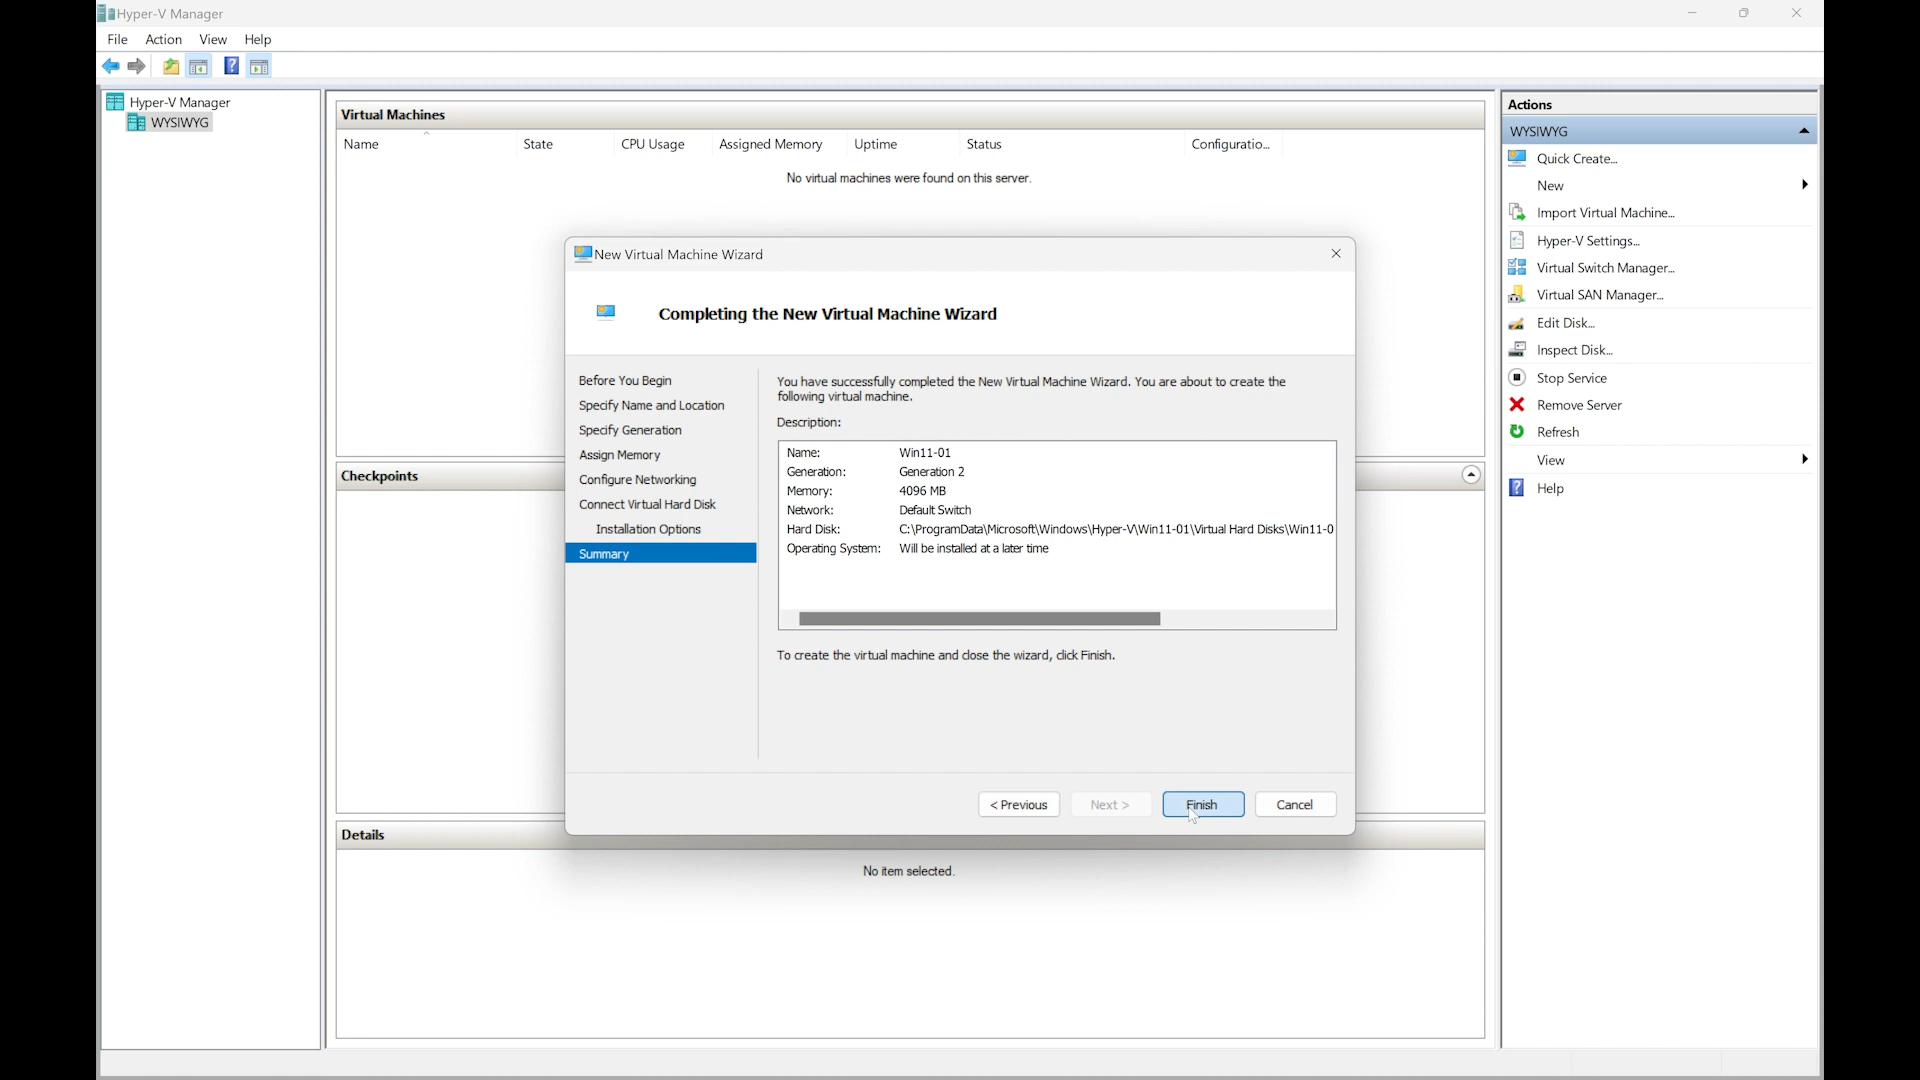 Hyper-V Manager
File Action View Help
Hyper-V Manager
WYSIWYG
Virtual Machines
Name State CPU Usage Assigned Memory Uptime Status Configuratio...
No virtual machines were found on this server.
New Virtual Machine Wizard
Completing the New Virtual Machine Wizard
Before You Begin
Specify Name and Location
Specify Generation
Assign Memory
Configure Networking
Connect Virtual Hard Disk
Installation Options
Summary
You have successfully completed the New Virtual Machine Wizard. You are about to create the
following virtual machine.
Description:
Name: Win11-01
Generation: Generation 2
Memory: 4096 MB
Network: Default Switch
Hard Disk: C:\ProgramData\Microsoft\Windows\Hyper-V\Win11-01\Virtual Hard Disks\Win11-0
Operating System: Will be installed at a later time
To create the virtual machine and close the wizard, click Finish.
< Previous Next > Finish Cancel
Checkpoints
Details
No item selected.
Actions
WYSIWYG
Quick Create...
New
Import Virtual Machine...
Hyper-V Settings...
Virtual Switch Manager...
Virtual SAN Manager...
Edit Disk...
Inspect Disk...
Stop Service
Remove Server
Refresh
View
Help